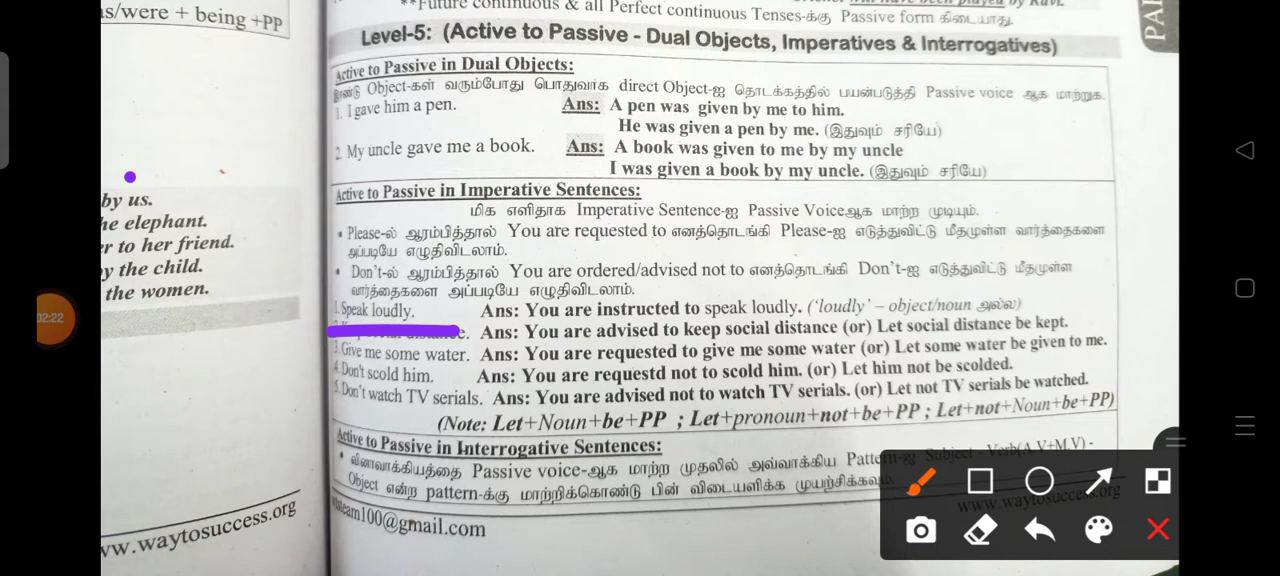 as/were + being +pp
by us.
he elephant.
er to her friend.
y the child.
the women.
ww.waytosuccess.org
**Future continuous & all Perfect continuous Tenses-க்கு Passive form கிடையாது.
Level-5: (Active to Passive - Dual Objects, Imperatives & Interrogatives)
Active to Passive in Dual Objects:
இரண்டு Object-கள் வரும்போது பொதுவாக direct Object-ஐ தொடக்கத்தில் பயன்படுத்தி Passive voice ஆக மாற்றுக.
1. I gave him a pen. Ans: A pen was given by me to him.
He was given a pen by me. (இதுவும் சரியே)
2. My uncle gave me a book. Ans: A book was given to me by my uncle
I was given a book by my uncle. (இதுவும் சரியே)
Active to Passive in Imperative Sentences:
மிக எளிதாக Imperative Sentence-ஐ Passive Voiceஆக மாற்ற முடியும்.
• Please-ல் ஆரம்பித்தால் You are requested to எனத்தொடங்கி Please-ஐ எடுத்துவிட்டு மீதமுள்ள வார்த்தைகளை
அப்படியே எழுதிவிடலாம்.
• Don't-ல் ஆரம்பித்தால் You are ordered/advised not to எனத்தொடங்கி Don't-ஐ எடுத்துவிட்டு மீதமுள்ள
வார்த்தைகளை அப்படியே எழுதிவிடலாம்.
1. Speak loudly. Ans: You are instructed to speak loudly. ('loudly' – object/noun அல்ல)
Ans: You are advised to keep social distance (or) Let social distance be kept.
3. Give me some water. Ans: You are requested to give me some water (or) Let some water be given to me.
4. Don't scold him. Ans: You are requestd not to scold him. (or) Let him not be scolded.
5. Don't watch TV serials. Ans: You are advised not to watch TV serials. (or) Let not TV serials be watched.
(Note: Let+Noun+be+PP ; Let+pronoun+not+be+PP ; Let+not+Noun+be+PP)
Active to Passive in Interrogative Sentences:
• வினாவாக்கியத்தை Passive voice-ஆக மாற்ற முதலில் அவ்வாக்கிய Subject - Verb(A.V+M.V) -
Object என்ற pattern-க்கு மாற்றிக்கொண்டு பின் விடையளிக்க
team100@gmail.com
www.waytosuccess.org
02:22